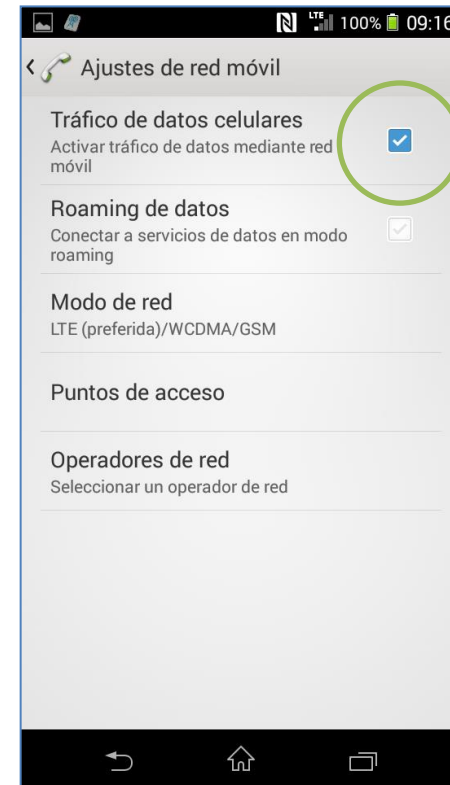 LTE 100% 09:16
Ajustes de red móvil
Tráfico de datos celulares
Activar tráfico de datos mediante red
móvil
Roaming de datos
Conectar a servicios de datos en modo
roaming
Modo de red
LTE (preferida)/WCDMA/GSM
Puntos de acceso
Operadores de red
Seleccionar un operador de red